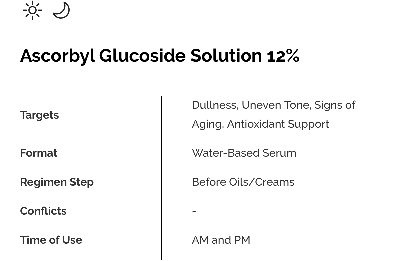 Ascorbyl Glucoside Solution 12%
Targets
Dullness, Uneven Tone, Signs of
Aging, Antioxidant Support
Format
Water-Based Serum
Regimen Step
Before Oils/Creams
Conflicts
-
Time of Use
AM and PM